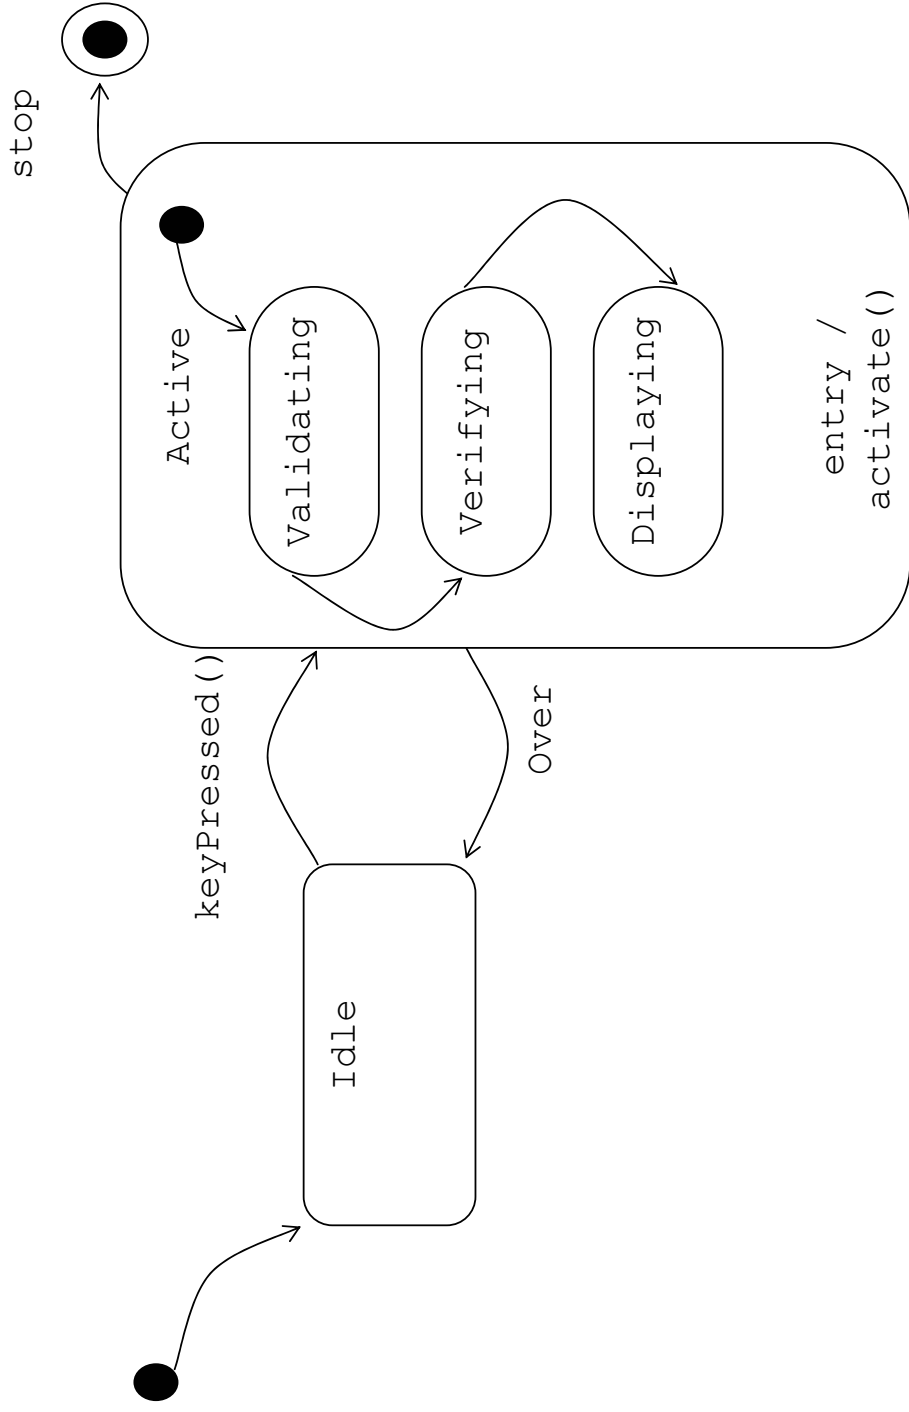 Idle
keyPressed()
Over
Active
Validating
Verifying
Displaying
entry /
activate()
stop